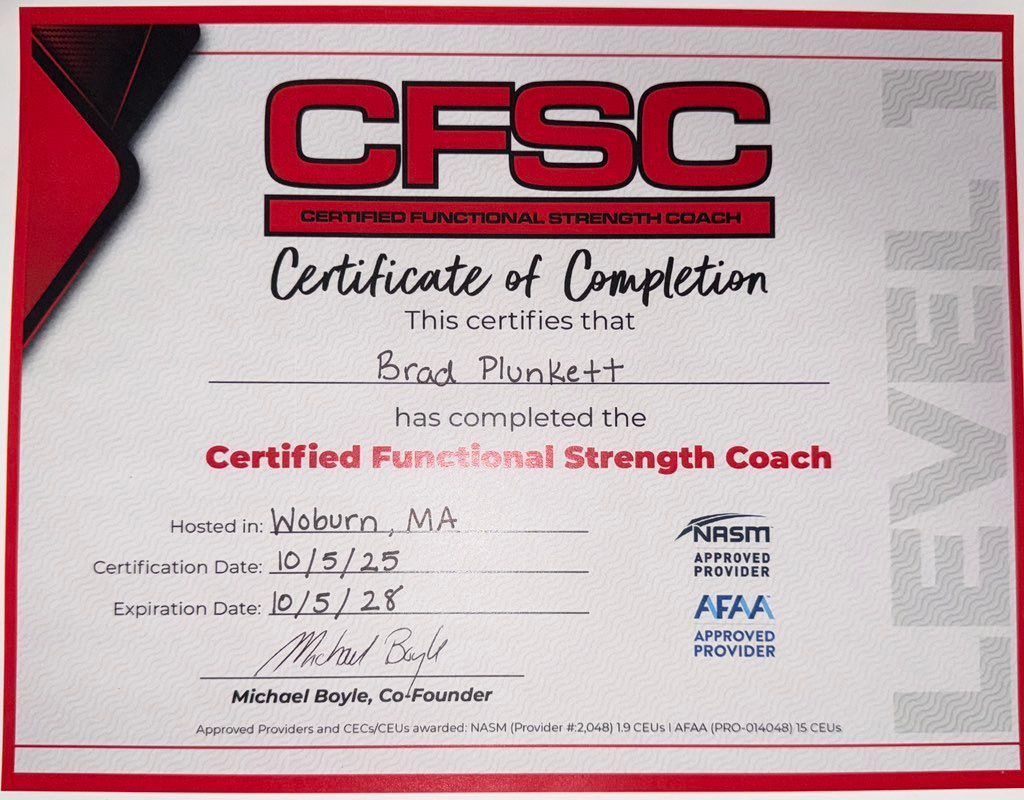 CFSC
CERTIFIED FUNCTIONAL STRENGTH COACH
Certificate of Completion
This certifies that
Brad Plunkett
has completed the
Certified Functional Strength Coach
Hosted in: Woburn, MA
Certification Date: 10/5/25
Expiration Date: 10/5/28
Michael Boyle
Michael Boyle, Co-Founder
NASM
APPROVED
PROVIDER
AFAA
APPROVED
PROVIDER
Approved Providers and CECs/CEUs awarded: NASM (Provider #:2,048) 1.9 CEUs | AFAA (PRO-014048) 15 CEUs
LEVEL 1